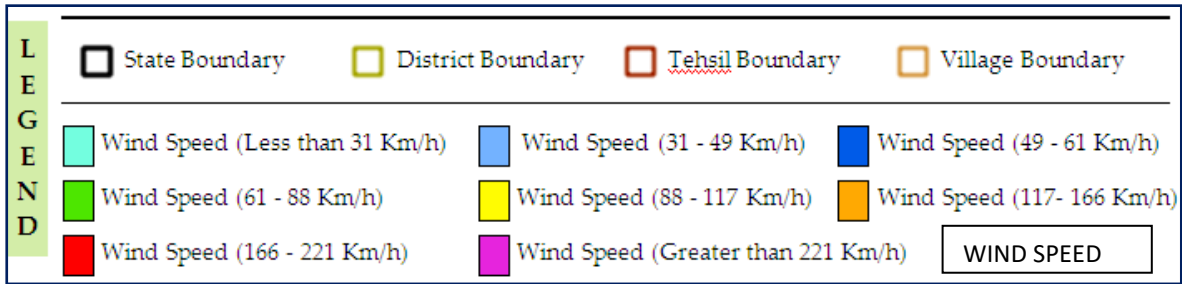 LEGEND
State Boundary District Boundary Tehsil Boundary Village Boundary
Wind Speed (Less than 31 Km/h) Wind Speed (31 - 49 Km/h) Wind Speed (49 - 61 Km/h)
Wind Speed (61 - 88 Km/h) Wind Speed (88 - 117 Km/h) Wind Speed (117- 166 Km/h)
Wind Speed (166 - 221 Km/h) Wind Speed (Greater than 221 Km/h) WIND SPEED